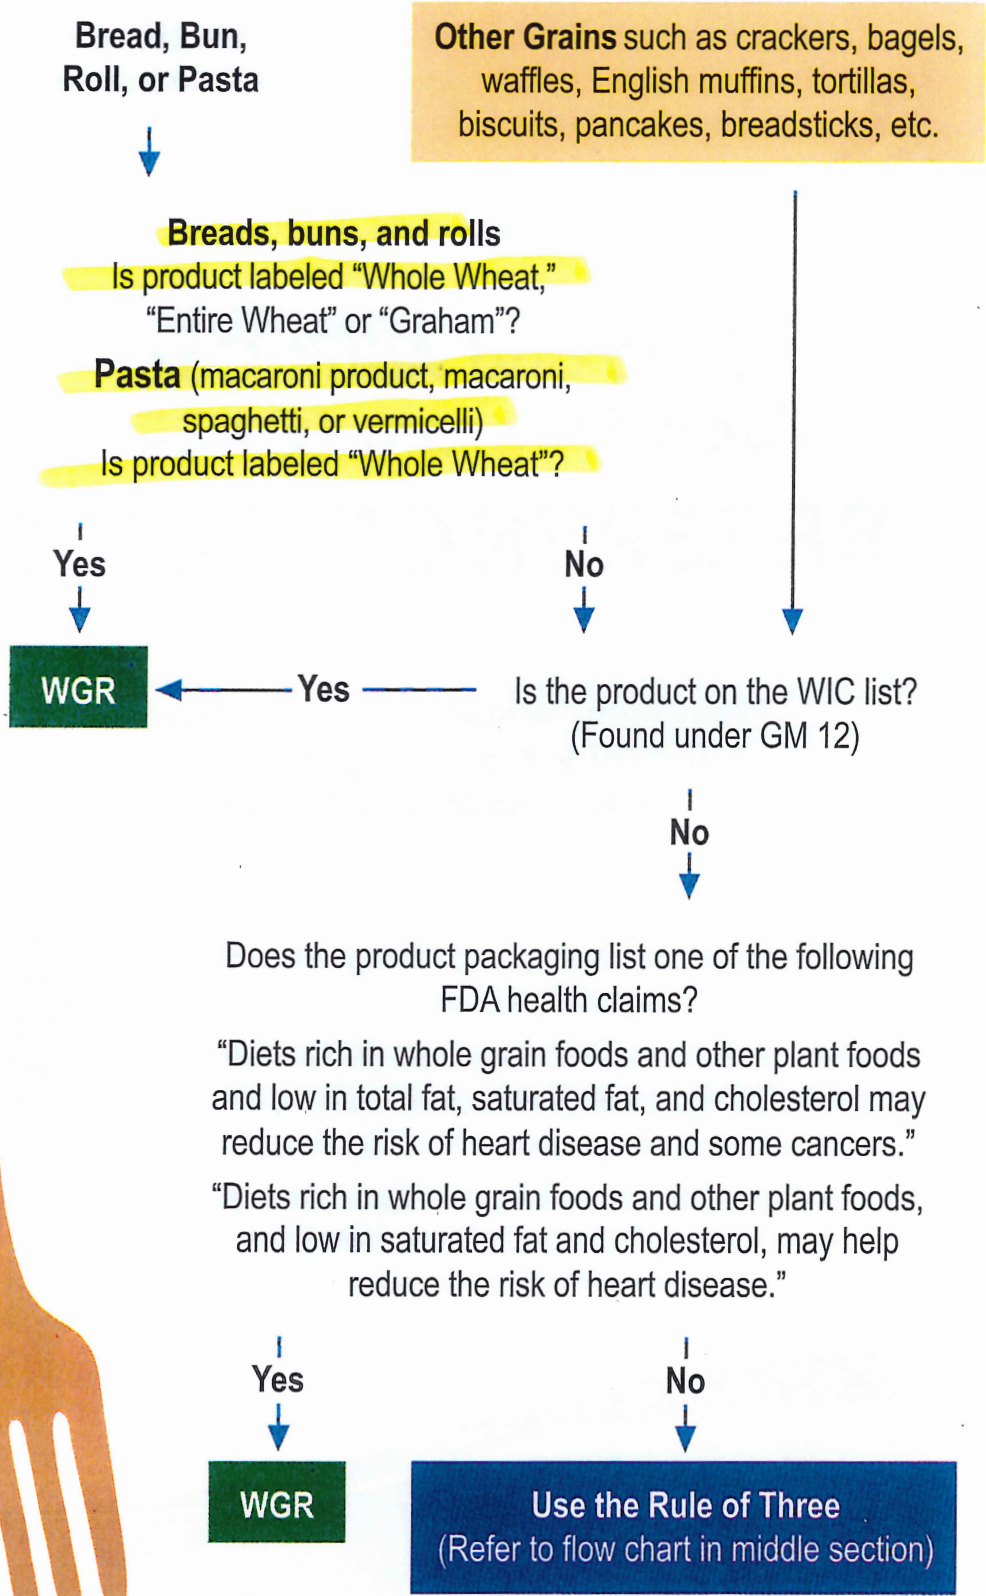 Bread, Bun,
Roll, or Pasta
Other Grains such as crackers, bagels,
waffles, English muffins, tortillas,
biscuits, pancakes, breadsticks, etc.
Breads, buns, and rolls
Is product labeled “Whole Wheat,”
“Entire Wheat” or “Graham”?
Pasta (macaroni product, macaroni,
spaghetti, or vermicelli)
Is product labeled “Whole Wheat”?
Yes
No
WGR
Yes
Is the product on the WIC list?
(Found under GM 12)
No
Does the product packaging list one of the following
FDA health claims?
“Diets rich in whole grain foods and other plant foods
and low in total fat, saturated fat, and cholesterol may
reduce the risk of heart disease and some cancers.”
“Diets rich in whole grain foods and other plant foods,
and low in saturated fat and cholesterol, may help
reduce the risk of heart disease.”
Yes
No
WGR
Use the Rule of Three
(Refer to flow chart in middle section)